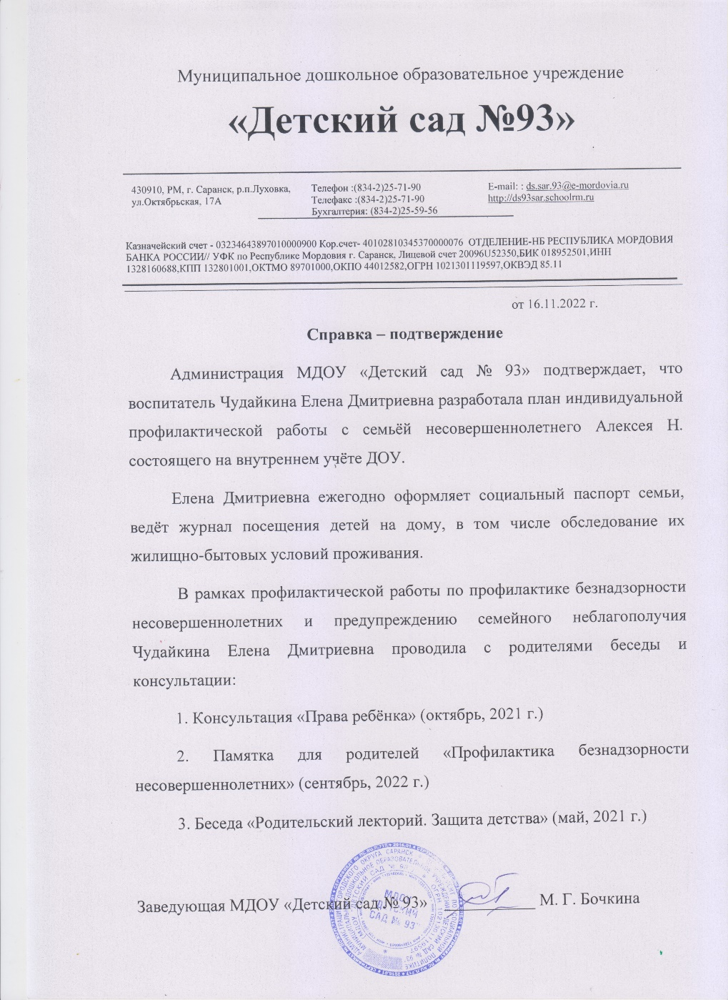 Муниципальное дошкольное образовательное учреждение
«Детский сад №93»
430910, РМ, г. Саранск, р.п.Луховка,
ул.Октябрьская, 17А
Телефон :(834-2)25-71-90
Телефакс :(834-2)25-71-90
Бухгалтерия: (834-2)25-59-56
E-mail: : ds.sar.93@e-mordovia.ru
http://ds93sar.schoolrm.ru
Казначейский счет - 03234643897010000900 Кор.счет- 40102810345370000076 ОТДЕЛЕНИЕ-НБ РЕСПУБЛИКА МОРДОВИЯ
БАНКА РОССИИ// УФК по Республике Мордовия г. Саранск, Лицевой счет 20096U52350,БИК 018952501,ИНН
1328160688,КПП 132801001,ОКТМО 89701000,ОКПО 44012582,ОГРН 1021301119597,ОКВЭД 85.11
от 16.11.2022 г.
Справка – подтверждение
Администрация МДОУ «Детский сад № 93» подтверждает, что
воспитатель Чудайкина Елена Дмитриевна разработала план индивидуальной
профилактической работы с семьёй несовершеннолетнего Алексея Н.
состоящего на внутреннем учёте ДОУ.
Елена Дмитриевна ежегодно оформляет социальный паспорт семьи,
ведёт журнал посещения детей на дому, в том числе обследование их
жилищно-бытовых условий проживания.
В рамках профилактической работы по профилактике безнадзорности
несовершеннолетних и предупреждению семейного неблагополучия
Чудайкина Елена Дмитриевна проводила с родителями беседы и
консультации:
1. Консультация «Права ребёнка» (октябрь, 2021 г.)
2. Памятка для родителей «Профилактика безнадзорности
несовершеннолетних» (сентябрь, 2022 г.)
3. Беседа «Родительский лекторий. Защита детства» (май, 2021 г.)
Заведующая МДОУ «Детский сад № 93» ___________ М. Г. Бочкина
МДОУ
"ДЕТСКИЙ
САД № 93"